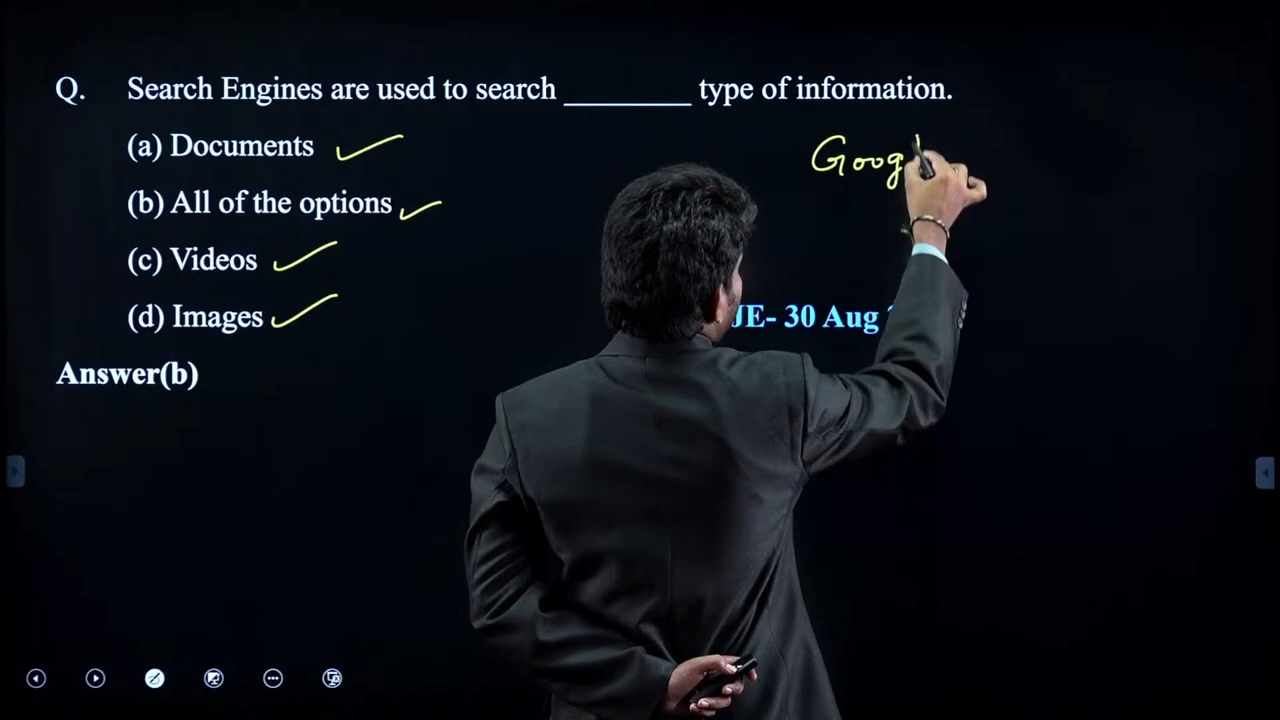 Q. Search Engines are used to search ________ type of information.
(a) Documents
Goog
(b) All of the options
(c) Videos
(d) Images
JE- 30 Aug
Answer(b)